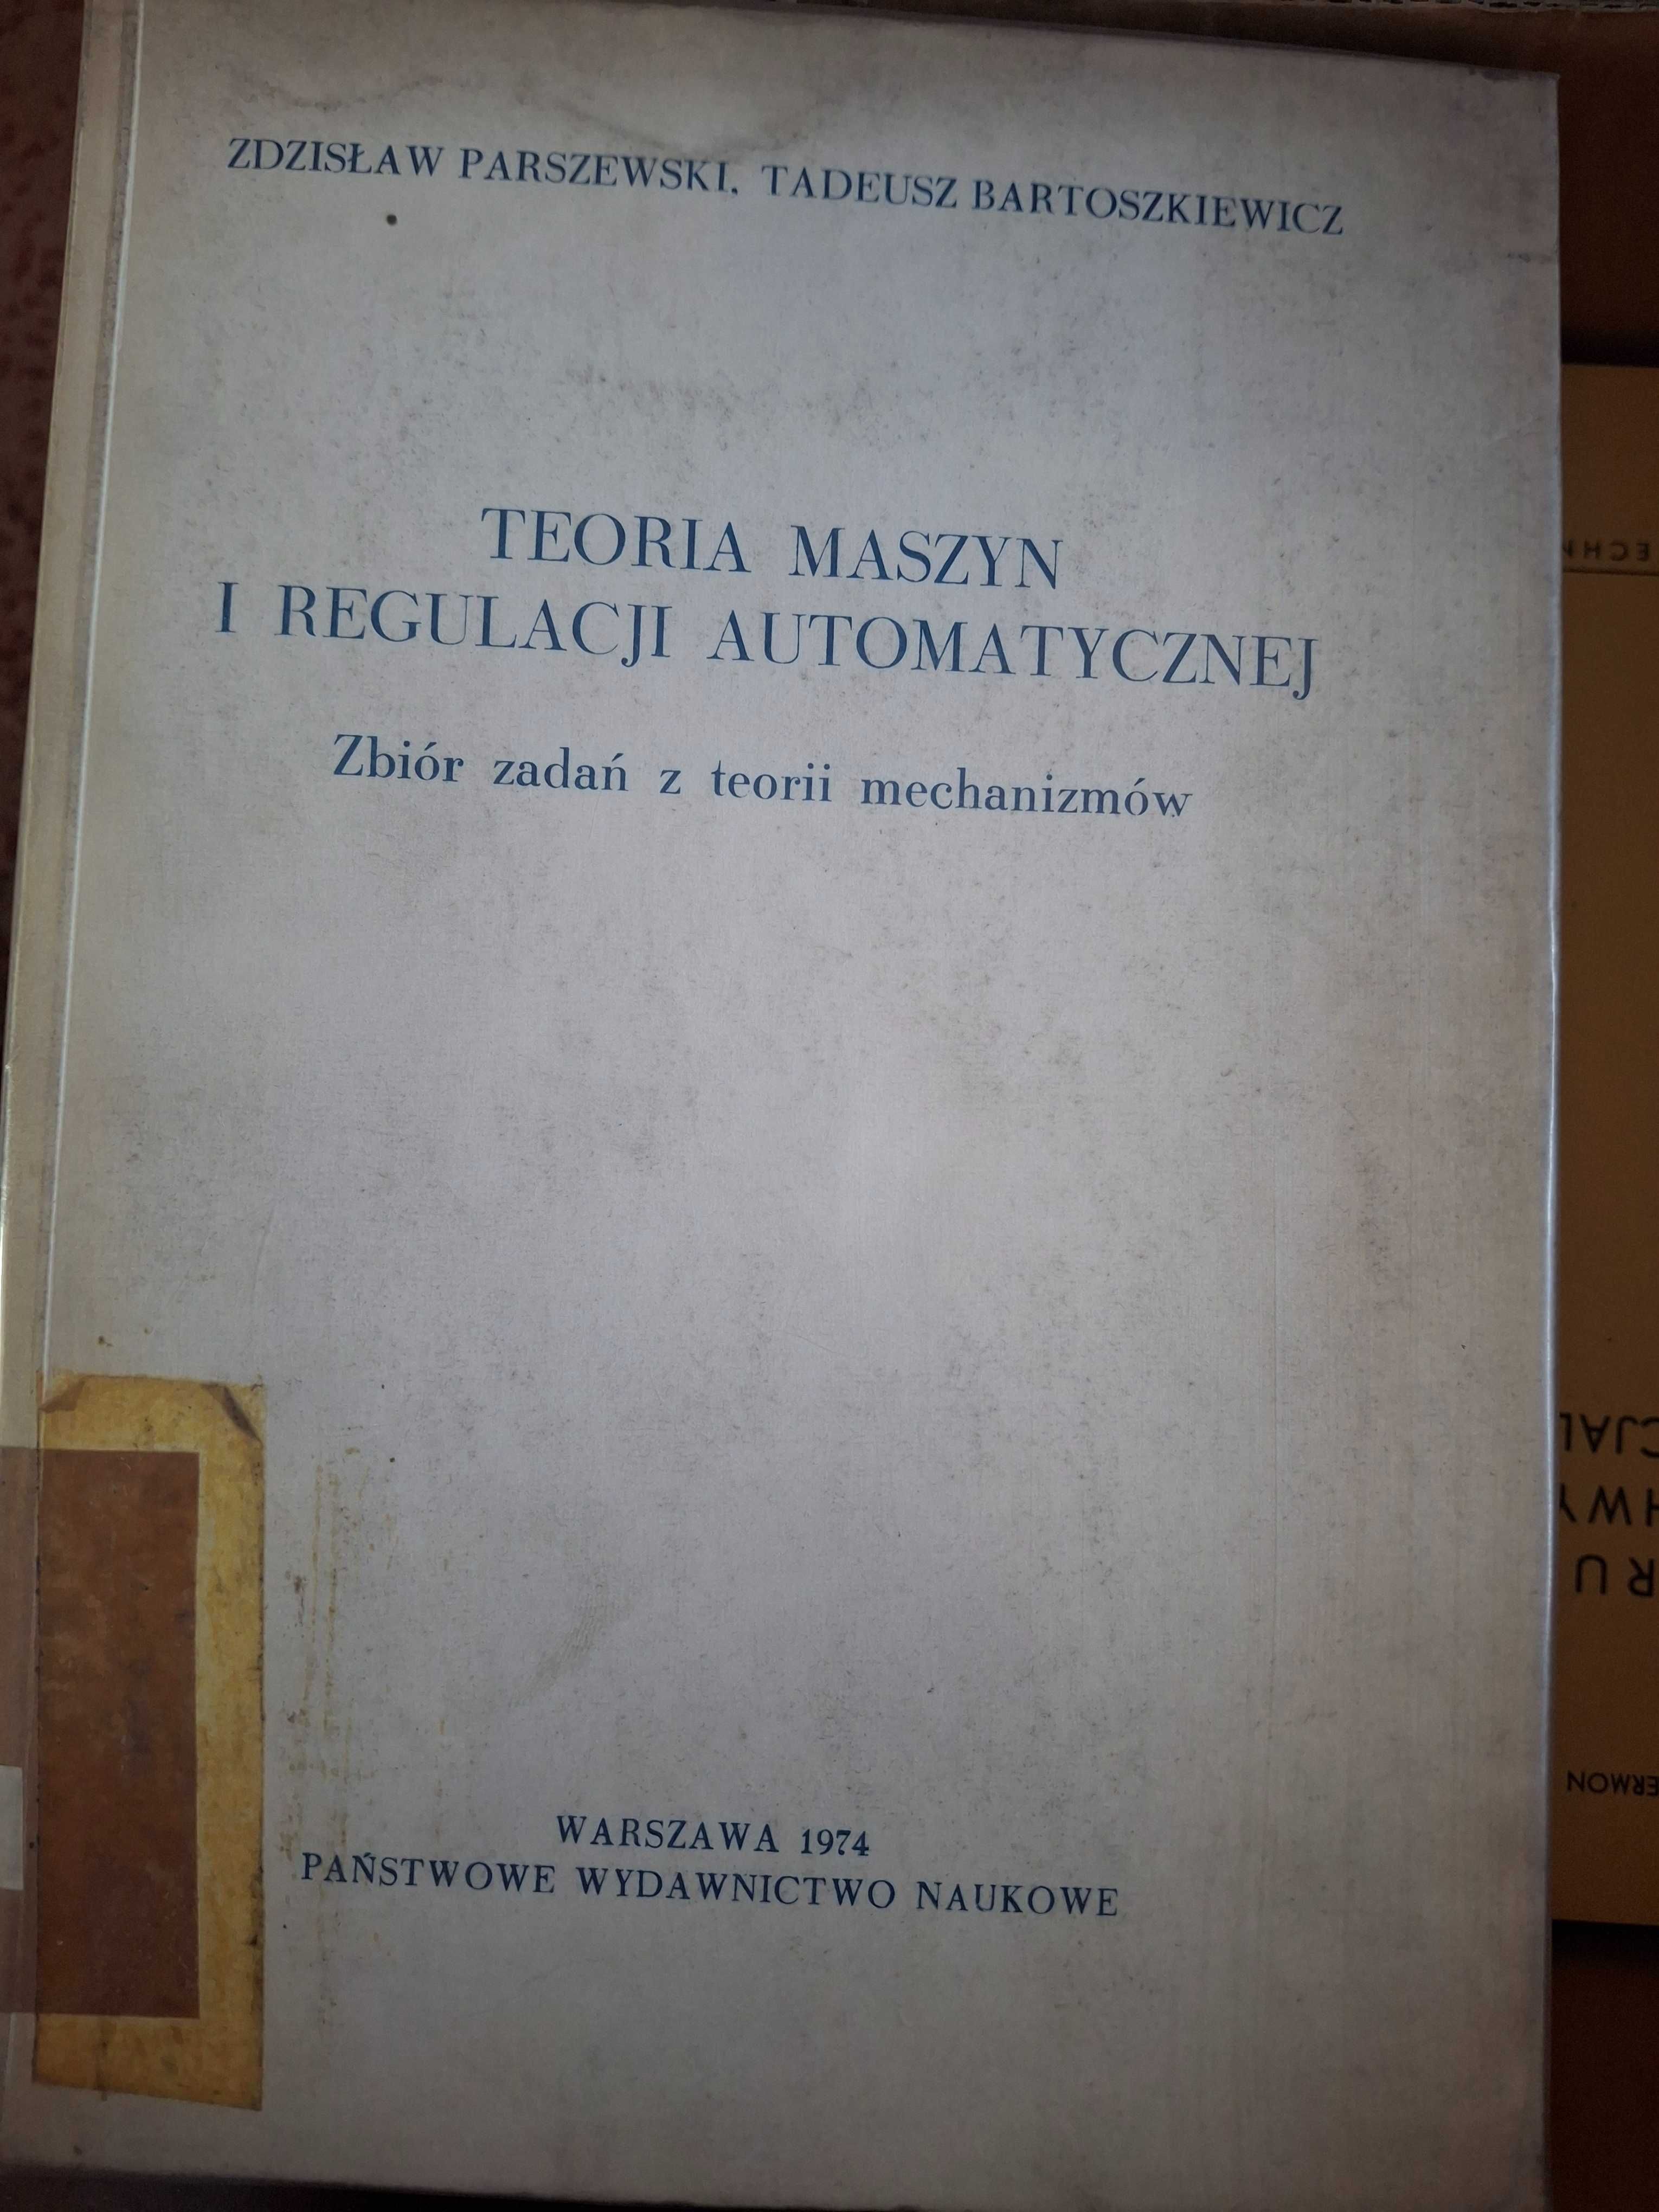 ZDZISŁAW PARSZEWSKI, TADEUSZ BARTOSZKIEWICZ
TEORIA MASZYN
I REGULACJI AUTOMATYCZNEJ
Zbiór zadań z teorii mechanizmów
WARSZAWA 1974
PAŃSTWOWE WYDAWNICTWO NAUKOWE